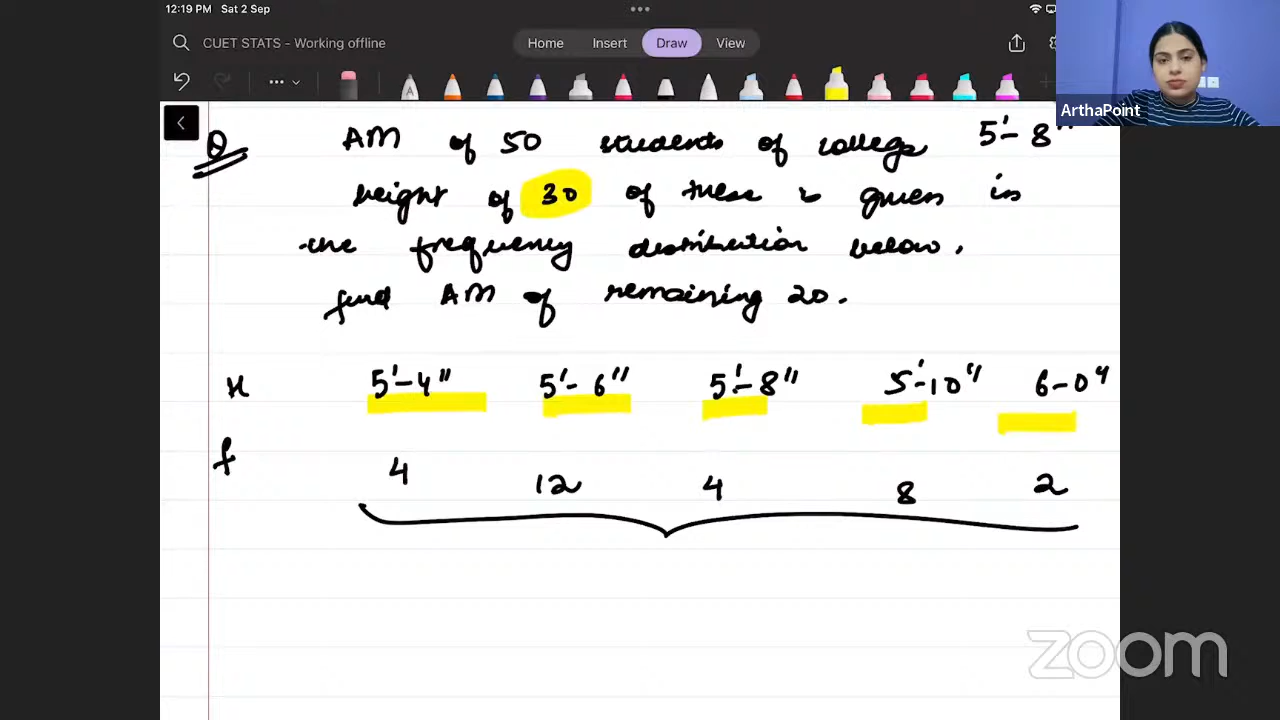 12:19 PM Sat 2 Sep
CUET STATS - Working offline
Home Insert Draw View
A
ArthaPoint
Q AM of 50 students of college 5'-8"
height of 30 of these is given in
the frequency distribution below.
find AM of remaining 20.
x 5'-4" 5'-6" 5'-8" 5'-10" 6-0"
f 4 12 4 8 2
zoom